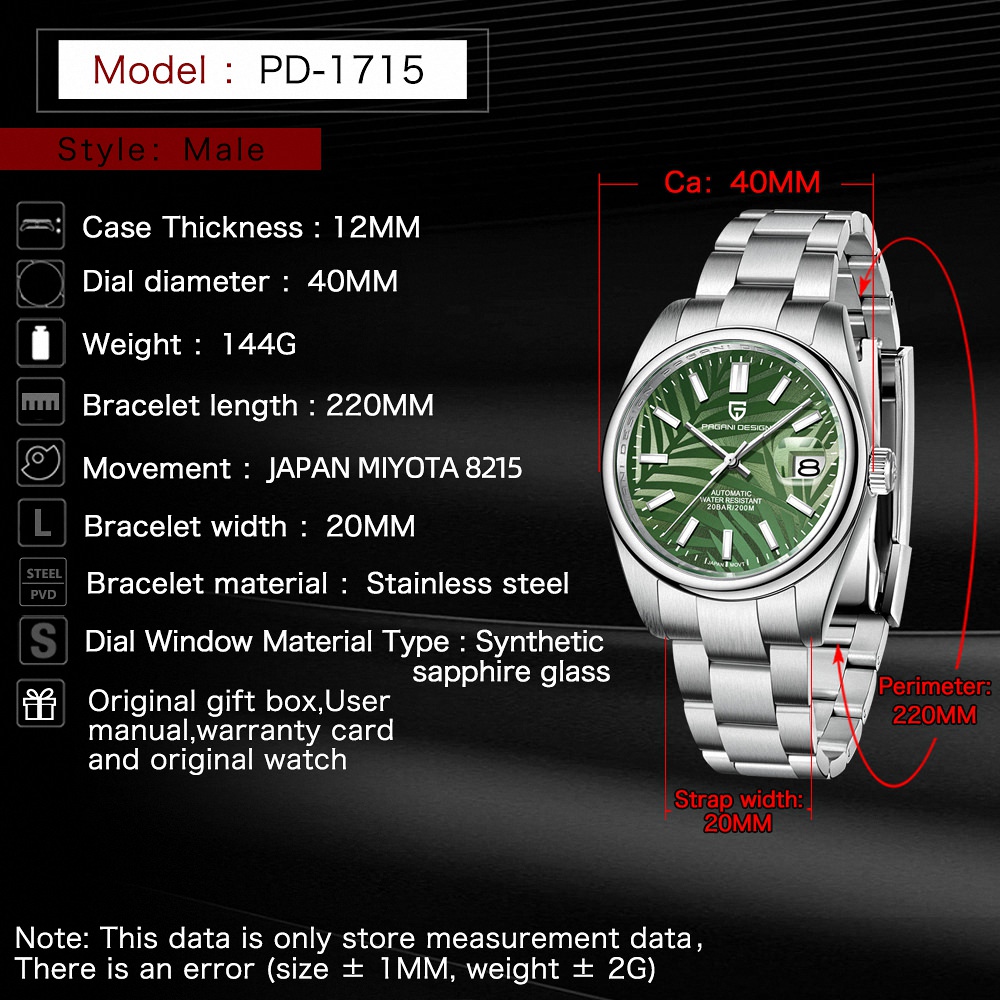 Model : PD-1715
Style: Male
Ca: 40MM
Case Thickness : 12MM
Dial diameter : 40MM
Weight : 144G
Bracelet length : 220MM
Movement : JAPAN MIYOTA 8215
L
Bracelet width : 20MM
STEEL
PVD
Bracelet material : Stainless steel
S
Dial Window Material Type : Synthetic
sapphire glass
Original gift box,User
manual,warranty card
and original watch
PAGANI DESIGN
8
AUTOMATIC
WATER RESISTANT
20BAR/200M
JAPAN MOVT
Perimeter:
220MM
Strap width:
20MM
Note: This data is only store measurement data,
There is an error (size ± 1MM, weight ± 2G)